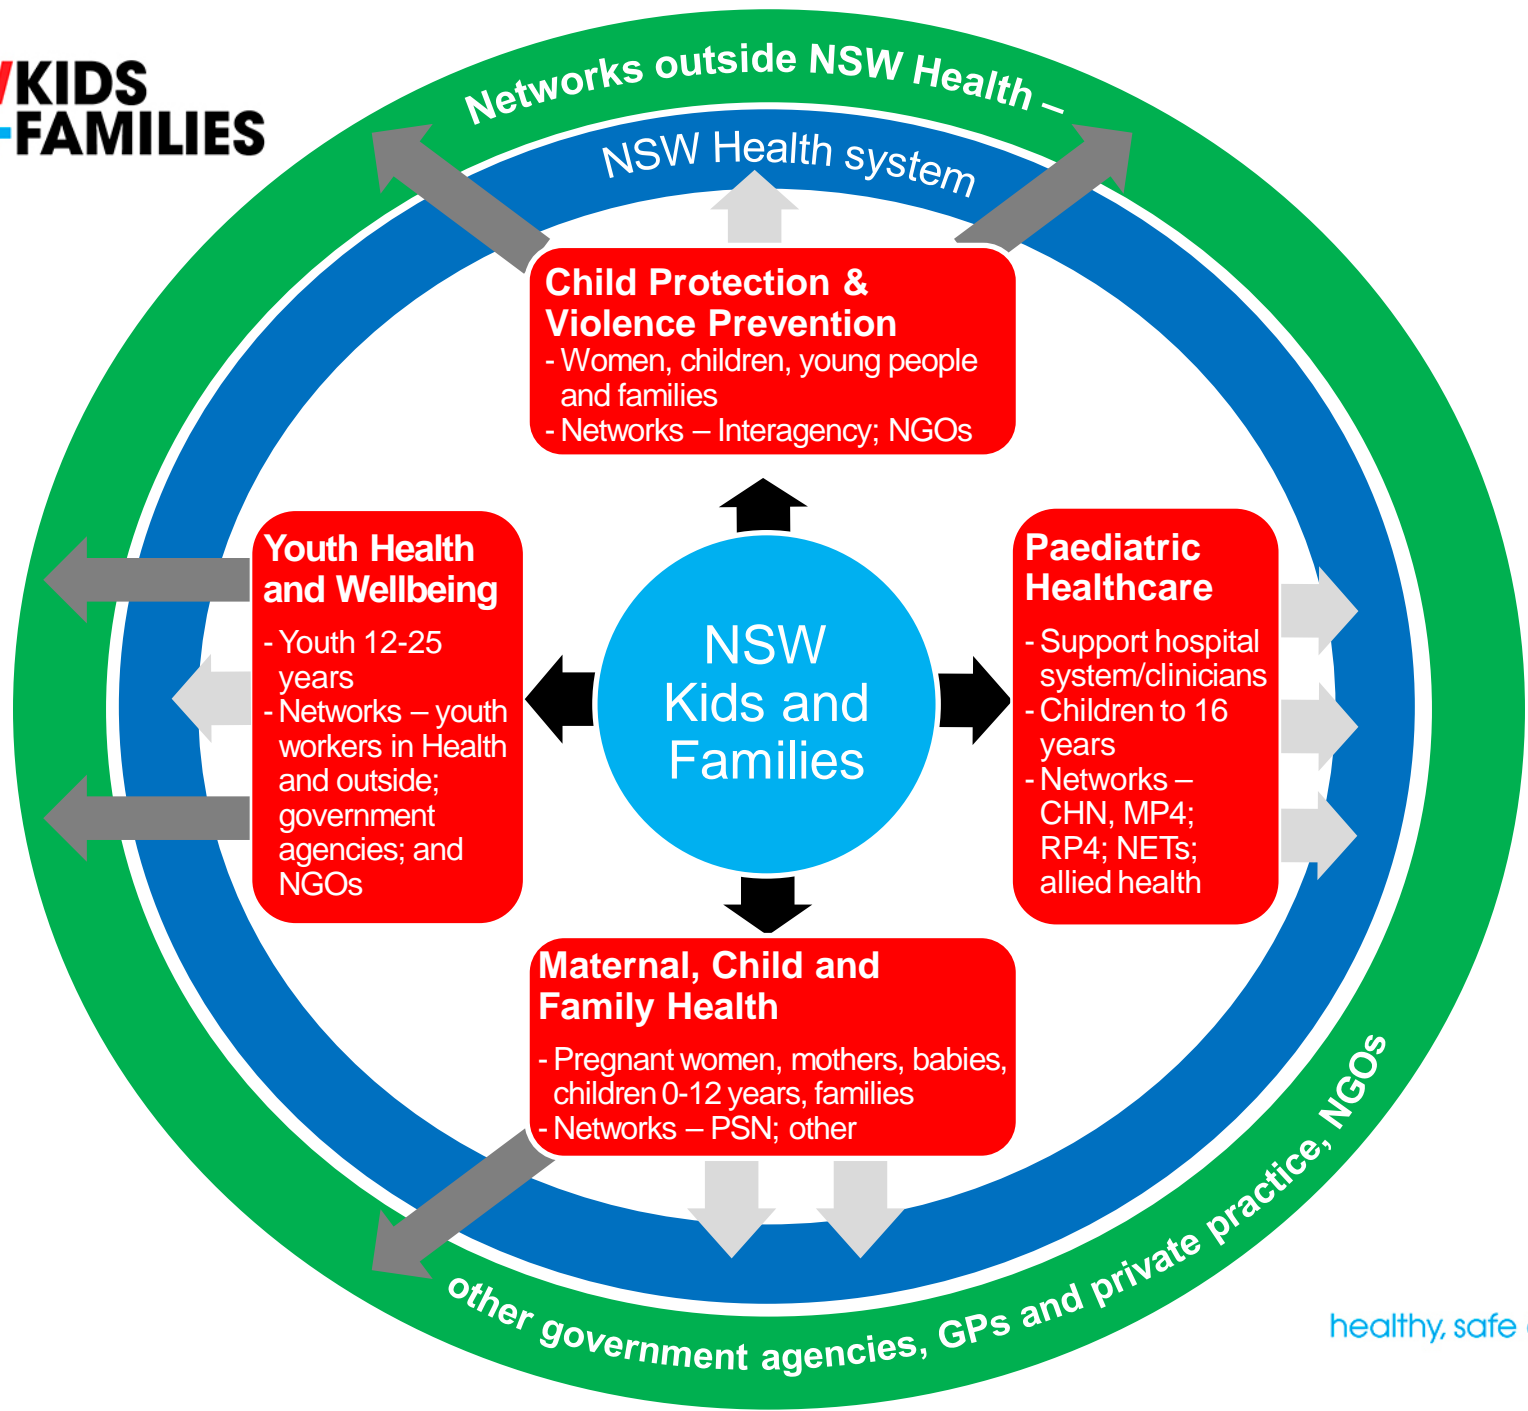 KIDS
FAMILIES
Networks outside NSW Health –
NSW Health system
Child Protection &
Violence Prevention
- Women, children, young people
and families
- Networks – Interagency; NGOs
Youth Health
and Wellbeing
- Youth 12-25
years
- Networks – youth
workers in Health
and outside;
government
agencies; and
NGOs
NSW
Kids and
Families
Paediatric
Healthcare
- Support hospital
system/clinicians
- Children to 16
years
- Networks –
CHN, MP4;
RP4; NETs;
allied health
Maternal, Child and
Family Health
- Pregnant women, mothers, babies,
children 0-12 years, families
- Networks – PSN; other
other government agencies, GPs and private practice, NGOs
healthy, safe